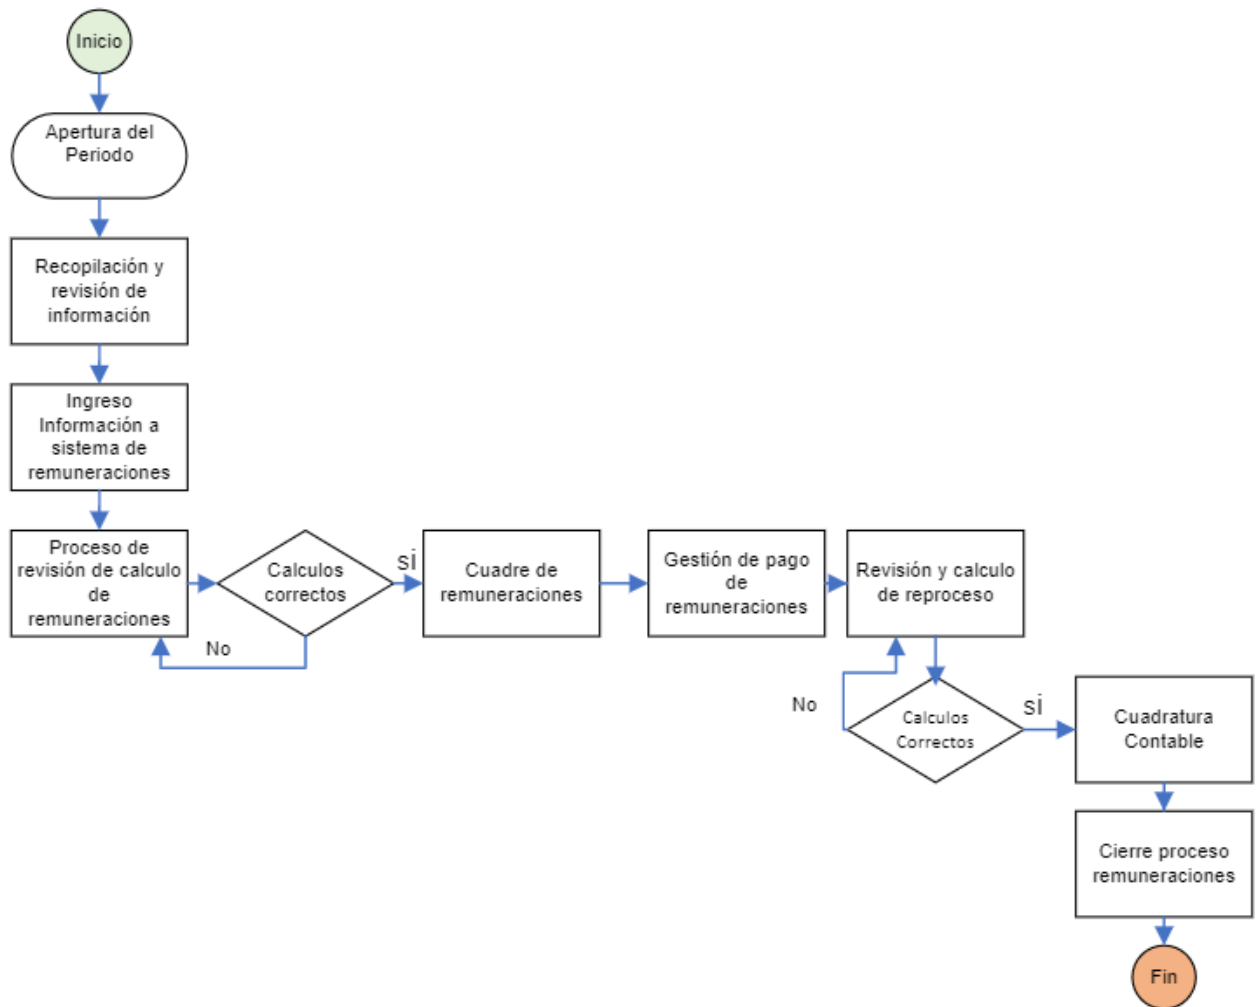 Inicio
Apertura del
Periodo
Recopilación y
revisión de
información
Ingreso
Información a
sistema de
remuneraciones
Proceso de
revisión de calculo
de
remuneraciones
Calculos
correctos
No
si
Cuadre de
remuneraciones
Gestión de pago
de
remuneraciones
Revisión y calculo
de reproceso
No
Calculos
Correctos
si
Cuadratura
Contable
Cierre proceso
remuneraciones
Fin